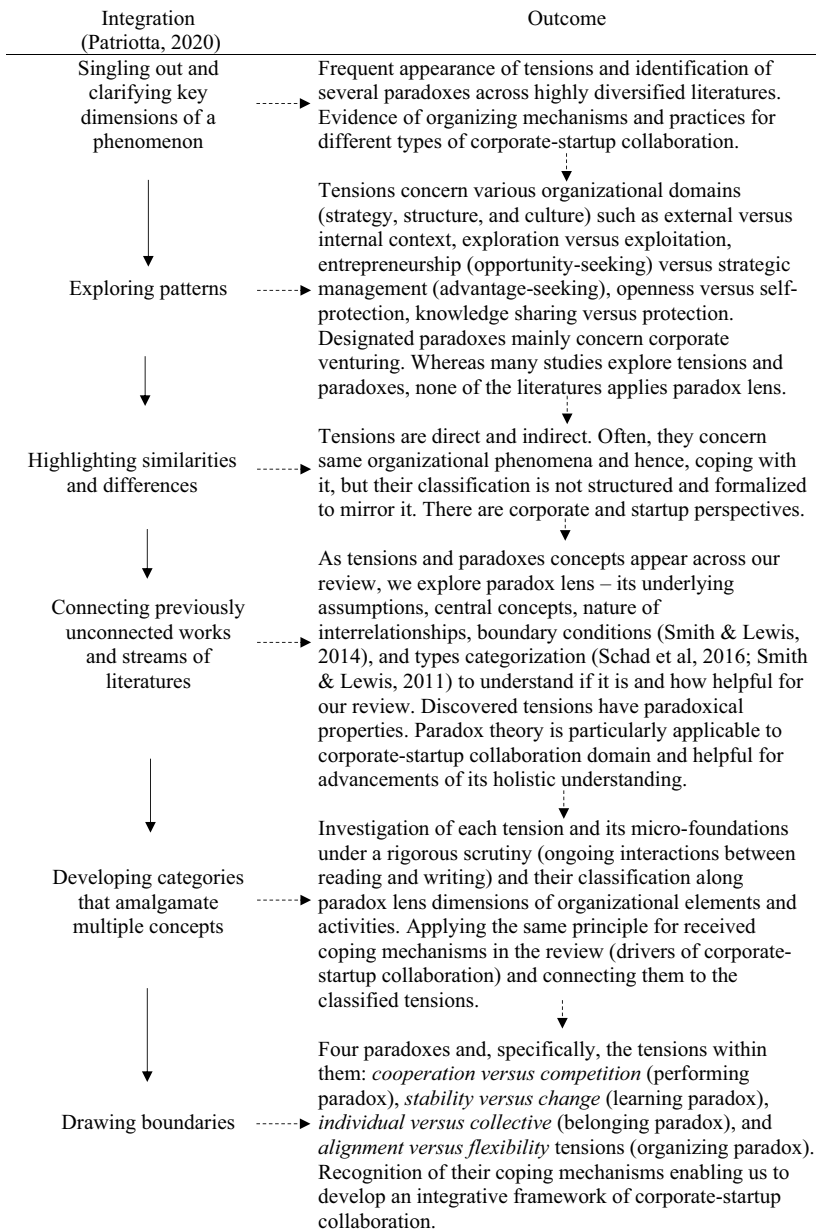 Integration
(Patriotta, 2020)
Outcome
Singling out and
clarifying key
dimensions of a
phenomenon
Frequent appearance of tensions and identification of
several paradoxes across highly diversified literatures.
Evidence of organizing mechanisms and practices for
different types of corporate-startup collaboration.
Exploring patterns
Tensions concern various organizational domains
(strategy, structure, and culture) such as external versus
internal context, exploration versus exploitation,
entrepreneurship (opportunity-seeking) versus strategic
management (advantage-seeking), openness versus self-
protection, knowledge sharing versus protection.
Designated paradoxes mainly concern corporate
venturing. Whereas many studies explore tensions and
paradoxes, none of the literatures applies paradox lens.
Highlighting similarities
and differences
Tensions are direct and indirect. Often, they concern
same organizational phenomena and hence, coping with
it, but their classification is not structured and formalized
to mirror it. There are corporate and startup perspectives.
Connecting previously
unconnected works
and streams of
literatures
As tensions and paradoxes concepts appear across our
review, we explore paradox lens – its underlying
assumptions, central concepts, nature of
interrelationships, boundary conditions (Smith & Lewis,
2014), and types categorization (Schad et al, 2016; Smith
& Lewis, 2011) to understand if it is and how helpful for
our review. Discovered tensions have paradoxical
properties. Paradox theory is particularly applicable to
corporate-startup collaboration domain and helpful for
advancements of its holistic understanding.
Developing categories
that amalgamate
multiple concepts
Investigation of each tension and its micro-foundations
under a rigorous scrutiny (ongoing interactions between
reading and writing) and their classification along
paradox lens dimensions of organizational elements and
activities. Applying the same principle for received
coping mechanisms in the review (drivers of corporate-
startup collaboration) and connecting them to the
classified tensions.
Drawing boundaries
Four paradoxes and, specifically, the tensions within
them: cooperation versus competition (performing
paradox), stability versus change (learning paradox),
individual versus collective (belonging paradox), and
alignment versus flexibility tensions (organizing paradox).
Recognition of their coping mechanisms enabling us to
develop an integrative framework of corporate-startup
collaboration.